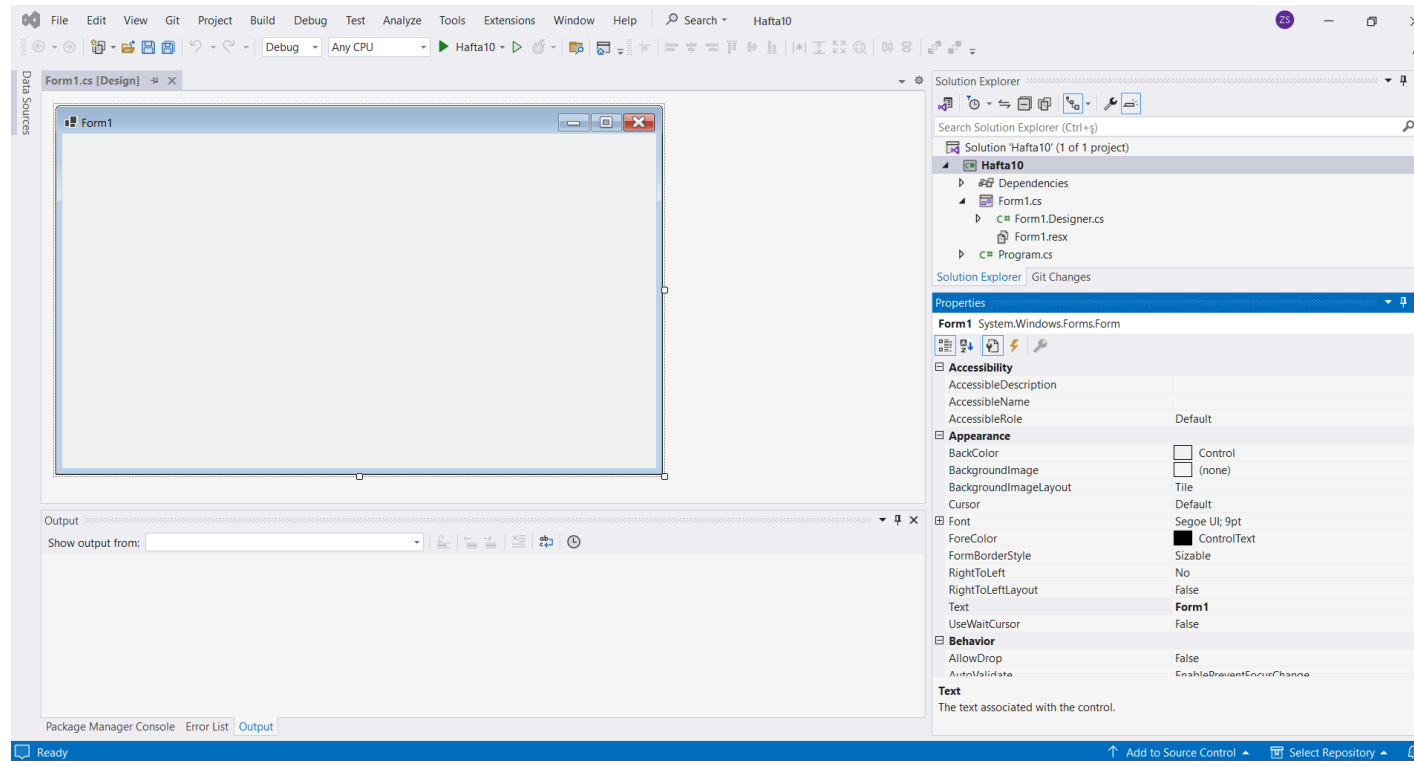 File Edit View Git Project Build Debug Test Analyze Tools Extensions Window Help Search Hafta10 ZS
Debug Any CPU Hafta10
Data Sources
Form1.cs [Design]
Form1
Output
Show output from:
Package Manager Console Error List Output
Solution Explorer
Search Solution Explorer (Ctrl+ş)
Solution 'Hafta10' (1 of 1 project)
Hafta10
Dependencies
Form1.cs
C# Form1.Designer.cs
Form1.resx
C# Program.cs
Solution Explorer Git Changes
Properties
Form1 System.Windows.Forms.Form
Accessibility
AccessibleDescription
AccessibleName
AccessibleRole Default
Appearance
BackColor Control
BackgroundImage (none)
BackgroundImageLayout Tile
Cursor Default
Font Segoe UI; 9pt
ForeColor ControlText
FormBorderStyle Sizable
RightToLeft No
RightToLeftLayout False
Text Form1
UseWaitCursor False
Behavior
AllowDrop False
AutoValidate EnablePreventFocusChange
Text
The text associated with the control.
Ready Add to Source Control Select Repository